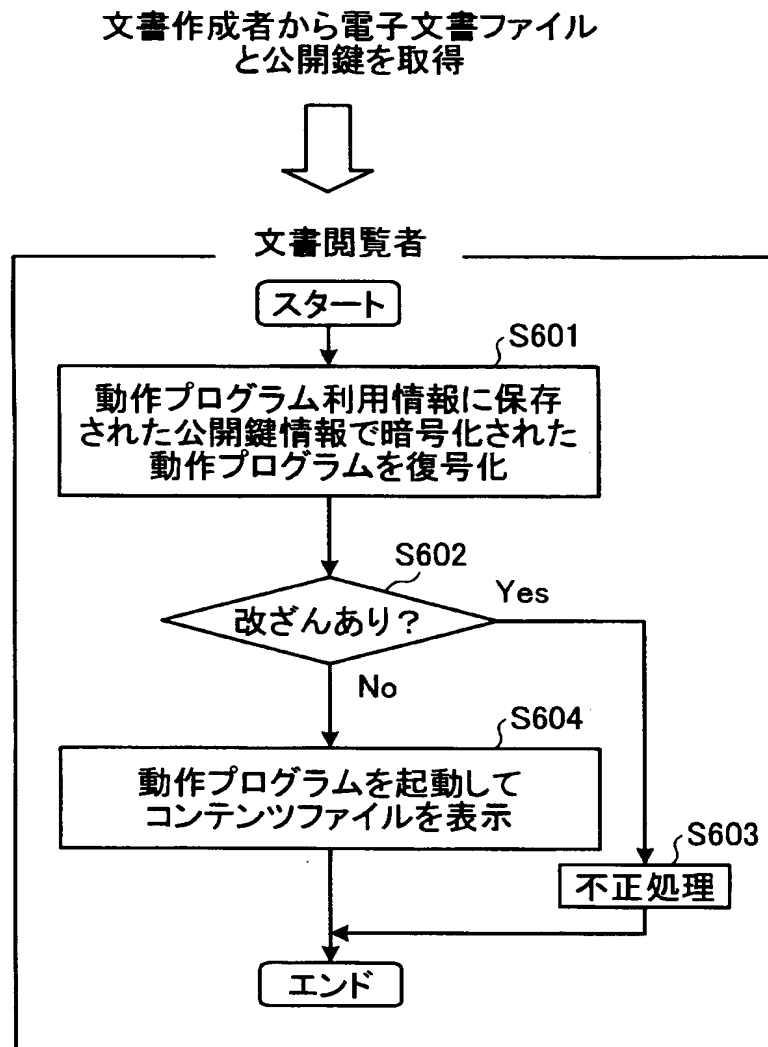 文書作成者から電子文書ファイル
と公開鍵を取得
文書閲覧者
スタート
S601
動作プログラム利用情報に保存
された公開鍵情報で暗号化された
動作プログラムを復号化
S602
改ざんあり？
Yes
No
S604
動作プログラムを起動して
コンテンツファイルを表示
S603
不正処理
エンド